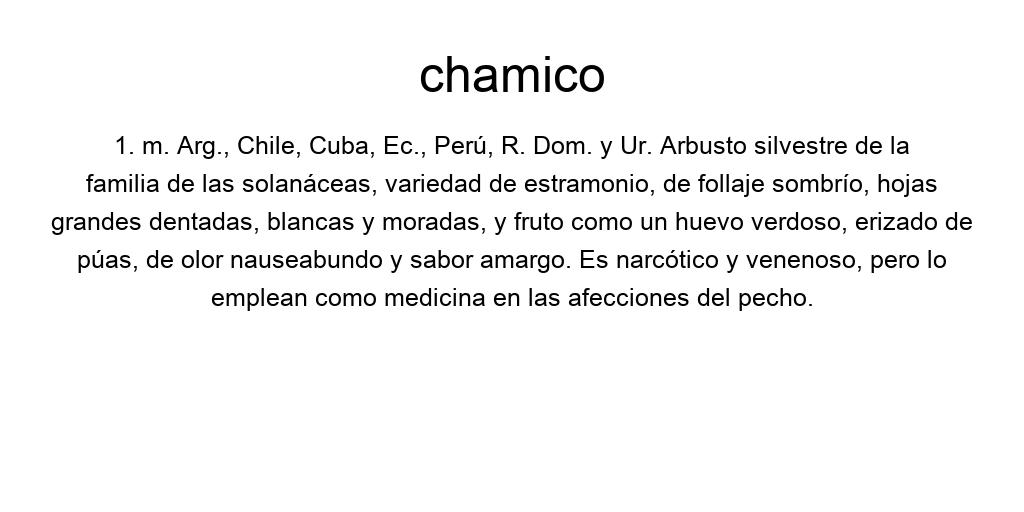 chamico
1. m. Arg., Chile, Cuba, Ec., Perú, R. Dom. y Ur. Arbusto silvestre de la
familia de las solanáceas, variedad de estramonio, de follaje sombrío, hojas
grandes dentadas, blancas y moradas, y fruto como un huevo verdoso, erizado de
púas, de olor nauseabundo y sabor amargo. Es narcótico y venenoso, pero lo
emplean como medicina en las afecciones del pecho.